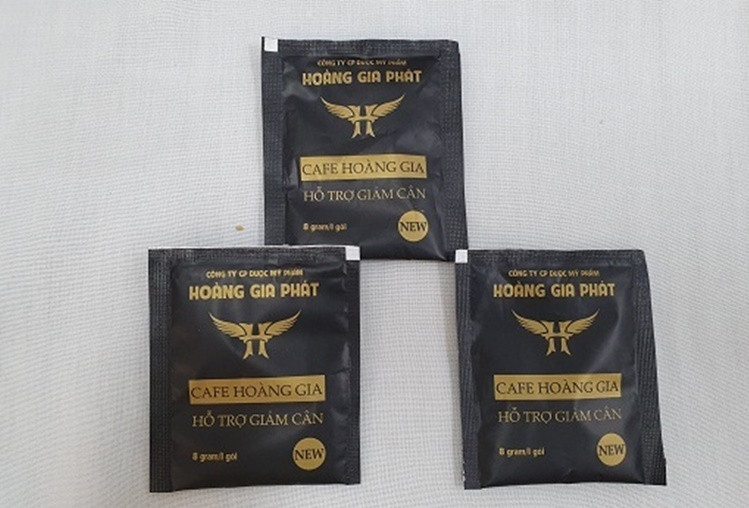 CÔNG TY CP DƯỢC MỸ PHẨM
HOÀNG GIA PHÁT
H
CAFE HOÀNG GIA
HỖ TRỢ GIẢM CÂN
8 gram/1 gói
NEW
CÔNG TY CP DƯỢC MỸ PHẨM
HOÀNG GIA PHÁT
H
CAFE HOÀNG GIA
HỖ TRỢ GIẢM CÂN
8 gram/1 gói
NEW
CÔNG TY CP DƯỢC MỸ PHẨM
HOÀNG GIA PHÁT
H
CAFE HOÀNG GIA
HỖ TRỢ GIẢM CÂN
8 gram/1 gói
NEW